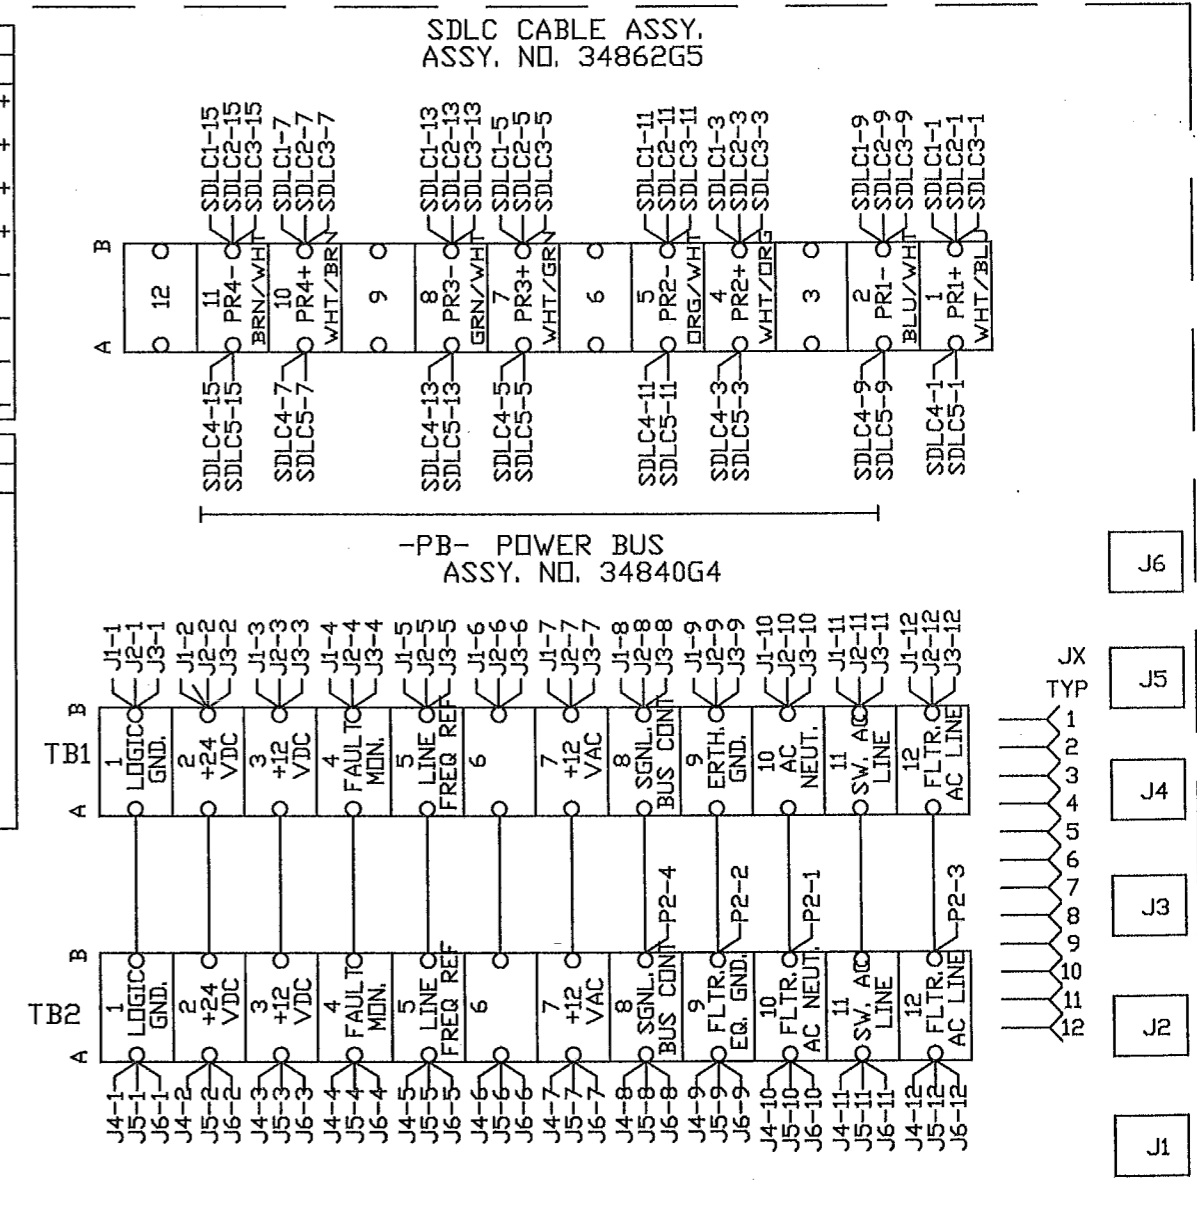 SDLC CABLE ASSY.
ASSY. NO. 34862G5
SDLC1-15
SDLC2-15
SDLC3-15
SDLC1-7
SDLC2-7
SDLC3-7
SDLC1-13
SDLC2-13
SDLC3-13
SDLC1-5
SDLC2-5
SDLC3-5
SDLC1-11
SDLC2-11
SDLC3-11
SDLC1-3
SDLC2-3
SDLC3-3
SDLC1-9
SDLC2-9
SDLC3-9
SDLC1-1
SDLC2-1
SDLC3-1
B
A
12
11
PR4-
BRN/WHT
10
PR4+
WHT/BRN
9
8
PR3-
GRN/WHT
7
PR3+
WHT/GRN
6
5
PR2-
ORG/WHT
4
PR2+
WHT/ORG
3
2
PR1-
BLU/WHT
1
PR1+
WHT/BLU
SDLC4-15
SDLC5-15
SDLC4-7
SDLC5-7
SDLC4-13
SDLC5-13
SDLC4-5
SDLC5-5
SDLC4-11
SDLC5-11
SDLC4-3
SDLC5-3
SDLC4-9
SDLC5-9
SDLC4-1
SDLC5-1
-PB- POWER BUS
ASSY. NO. 34840G4
J1-1
J2-1
J3-1
J1-2
J2-2
J3-2
J1-3
J2-3
J3-3
J1-4
J2-4
J3-4
J1-5
J2-5
J3-5
J1-6
J2-6
J3-6
J1-7
J2-7
J3-7
J1-8
J2-8
J3-8
J1-9
J2-9
J3-9
J1-10
J2-10
J3-10
J1-11
J2-11
J3-11
J1-12
J2-12
J3-12
TB1
B
A
1
LOGIC
GND.
2
+24
VDC
3
+12
VDC
4
FAULT
MON.
5
LINE
FREQ REF
6
7
+12
VAC
8
SGNL.
BUS CONT
9
ERTH.
GND.
10
AC
NEUT.
11
SW. AC
LINE
12
FLTR.
AC LINE
P2-4
P2-2
P2-1
P2-3
TB2
B
A
1
LOGIC
GND.
2
+24
VDC
3
+12
VDC
4
FAULT
MON.
5
LINE
FREQ REF
6
7
+12
VAC
8
SGNL.
BUS CONT
9
FLTR.
EQ. GND.
10
FLTR.
AC NEUT.
11
SW. AC
LINE
12
FLTR.
AC LINE
J4-1
J5-1
J6-1
J4-2
J5-2
J6-2
J4-3
J5-3
J6-3
J4-4
J5-4
J6-4
J4-5
J5-5
J6-5
J4-6
J5-6
J6-6
J4-7
J5-7
J6-7
J4-8
J5-8
J6-8
J4-9
J5-9
J6-9
J4-10
J5-10
J6-10
J4-11
J5-11
J6-11
J4-12
J5-12
J6-12
JX
TYP
1
2
3
4
5
6
7
8
9
10
11
12
J6
J5
J4
J3
J2
J1